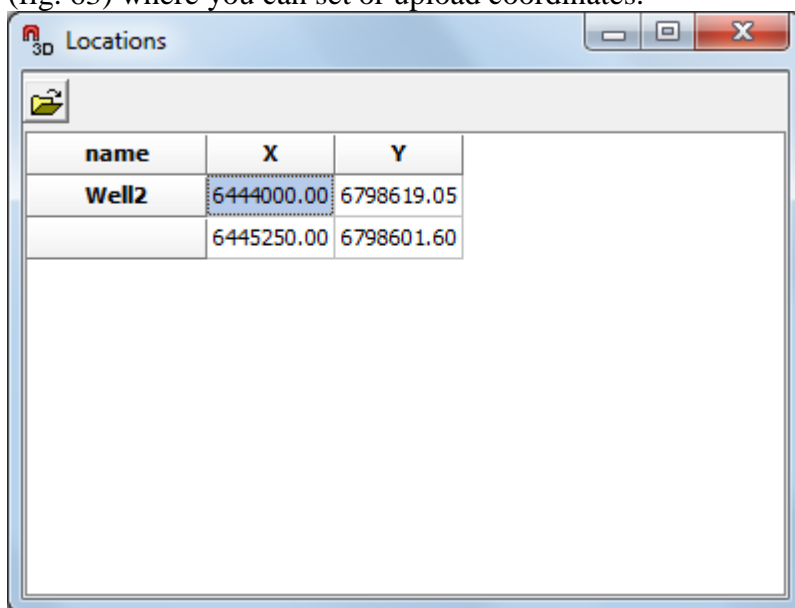 (fig. 63) where you can set or upload coordinates:
3D Locations
name X Y
Well2 6444000.00 6798619.05
6445250.00 6798601.60